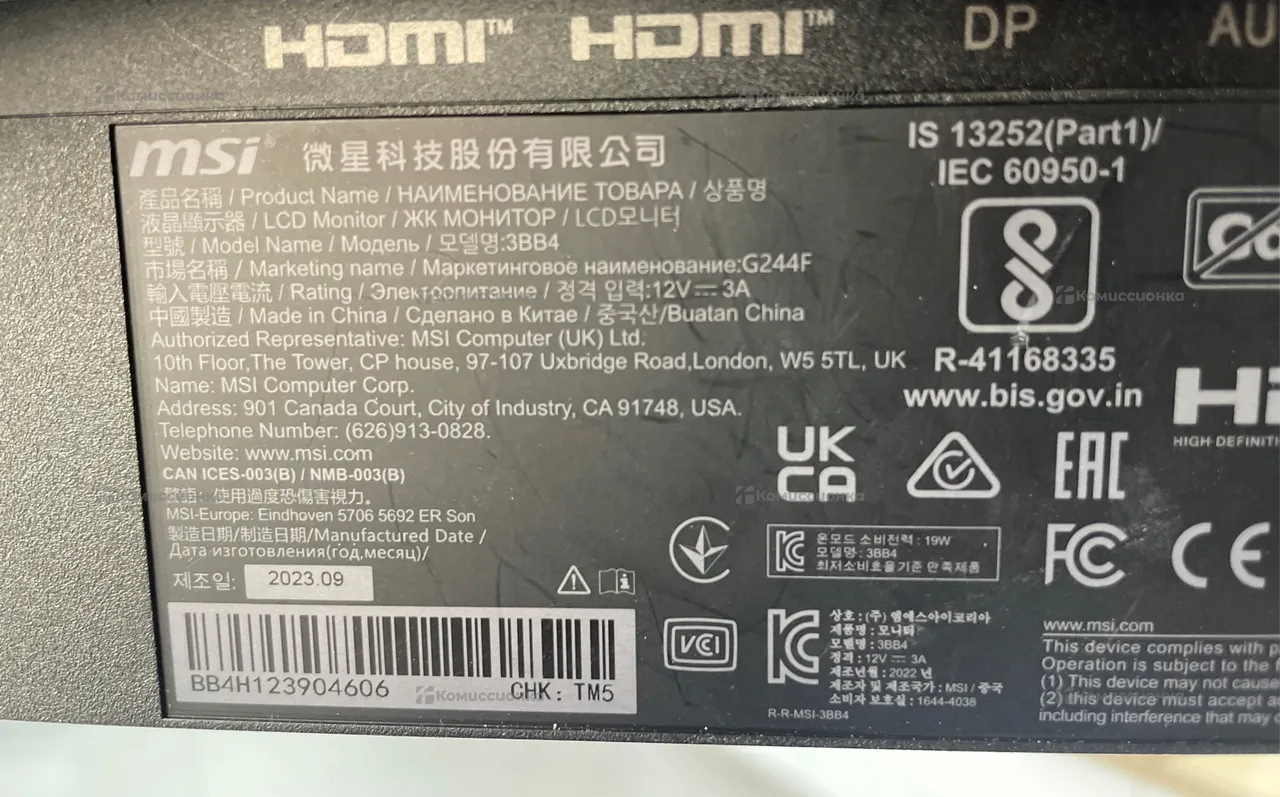 HDMI™ HDMI™ DP AU
msi 微星科技股份有限公司
產品名稱 / Product Name / НАИМЕНОВАНИЕ ТОВАРА / 상품명
液晶顯示器 / LCD Monitor / ЖК МОНИТОР / LCD모니터
型號 / Model Name / Модель / 모델명:3BB4
市場名稱 / Marketing name / Маркетинговое наименование:G244F
輸入電壓電流 / Rating / Электропитание / 정격 입력:12V ⎓ 3A
中國製造 / Made in China / Сделано в Китае / 중국산/Buatan China
Authorized Representative: MSI Computer (UK) Ltd.
10th Floor,The Tower, CP house, 97-107 Uxbridge Road,London, W5 5TL, UK
Name: MSI Computer Corp.
Address: 901 Canada Court, City of Industry, CA 91748, USA.
Telephone Number: (626)913-0828.
Website: www.msi.com
CAN ICES-003(B) / NMB-003(B)
警語: 使用過度恐傷害視力。
MSI-Europe: Eindhoven 5706 5692 ER Son
製造日期/制造日期/Manufactured Date /
Дата изготовления(год,месяц)/
제조일: 2023.09
BB4H123904606 CHK: TM5
IS 13252(Part1)/
IEC 60950-1
R-41168335
www.bis.gov.in
UK
CA
EAC
HIGH-DEFINITI
FC CE
온모드 소비전력 : 19W
모델명 : 3BB4
최저소비효율기준 만족제품
VCCI
상호 : (주) 엠에스아이코리아
제품명 : 모니터
모델명 : 3BB4
정격 : 12V ⎓ 3A
제조년월 : 2022 년
제조자 및 제조국가 : MSI / 중국
소비자 보호실 : 1644-4038
R-R-MSI-3BB4
www.msi.com
This device complies with p
Operation is subject to the f
(1) This device may not cause
(2) this device must accept a
including interference that may
Комиссионка
Комиссионка
Комиссионка
Комиссионка
Комиссионка